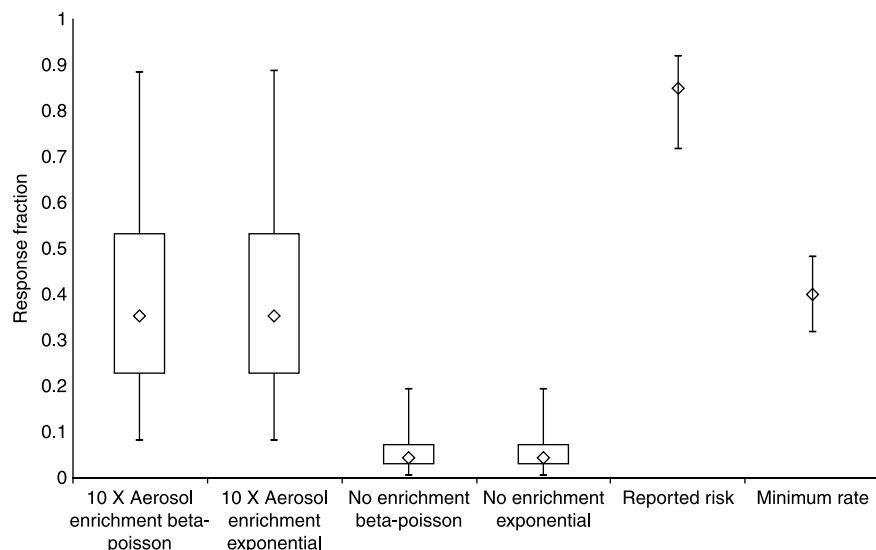 1
0.9
0.8
0.7
0.6
0.5
0.4
0.3
0.2
0.1
0
Response fraction
10 X Aerosol
enrichment beta-
poisson
10 X Aerosol
enrichment
exponential
No enrichment
beta-poisson
No enrichment
exponential
Reported risk
Minimum rate